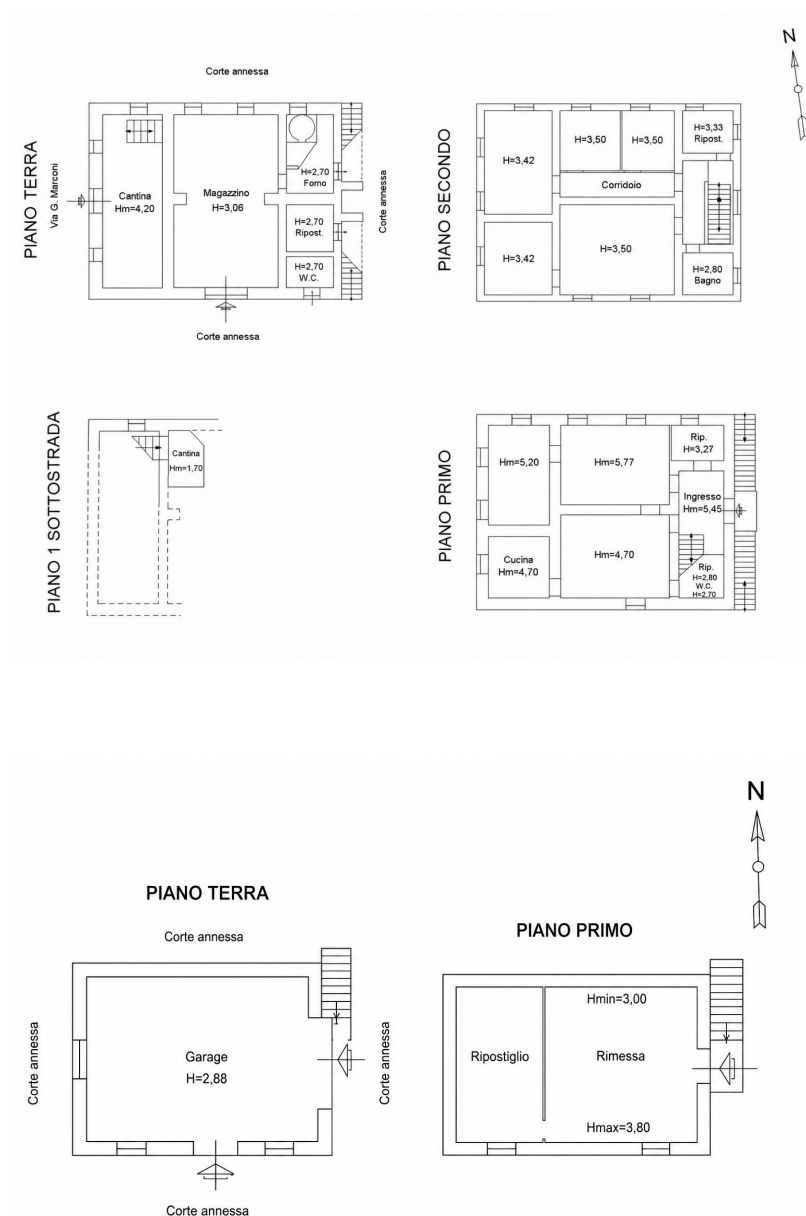 N
Corte annessa
PIANO TERRA
Via G. Marconi
Cantina
Hm=4,20
Magazzino
H=3,06
H=2,70
Forno
H=2,70
Ripost.
H=2,70
W.C.
Corte annessa
Corte annessa
PIANO SECONDO
H=3,42
H=3,50
H=3,50
H=3,33
Ripost.
Corridoio
H=3,42
H=3,50
H=2,80
Bagno
PIANO 1 SOTTOSTRADA
Cantina
Hm=1,70
PIANO PRIMO
Hm=5,20
Hm=5,77
Rip.
H=3,27
Ingresso
Hm=5,45
Cucina
Hm=4,70
Hm=4,70
Rip.
H=2,80
W.C.
H=2,70
N
PIANO TERRA
Corte annessa
Corte annessa
Garage
H=2,88
Corte annessa
Corte annessa
PIANO PRIMO
Hmin=3,00
Ripostiglio
Rimessa
Hmax=3,80